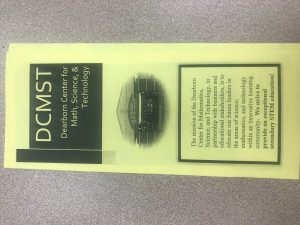 DCMST
Dearborn Center for
Math, Science, &
Technology
The mission of the Dearborn
Center for Mathematics,
Science, and Technology, in
partnership with business and
educational stakeholders, is to
educate our future leaders in
the areas of science,
mathematics, and technology
within an innovative learning
community. We strive to
provide an exceptional
secondary STEM education!